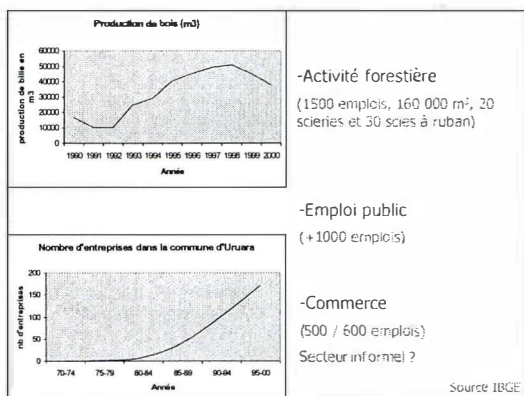 Production de bois (m3)
production de bille en m3
60000
50000
40000
30000
20000
10000
0
1990 1991 1992 1993 1994 1995 1996 1997 1998 1999 2000
Année
-Activité forestière
(1500 emplois, 160 000 m³, 20
scieries et 30 scies à ruban)
-Emploi public
(+1000 emplois)
Nombre d'entreprises dans la commune d'Uruara
nb d'entreprises
200
150
100
50
0
70-74 75-79 80-84 85-89 90-94 95-00
Année
-Commerce
(500 / 600 emplois)
Secteur informel ?
Source IBGE